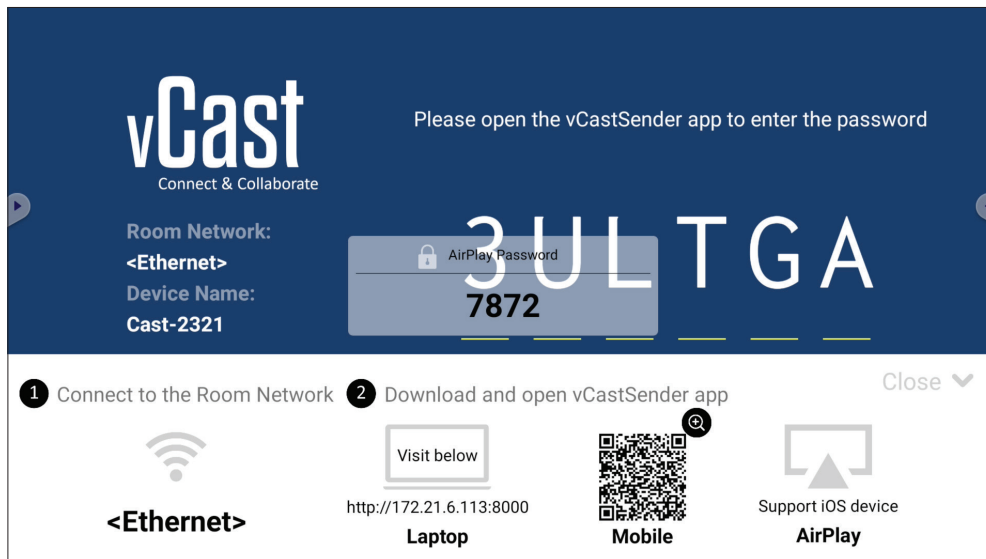 vCast
Connect & Collaborate
Please open the vCastSender app to enter the password
Room Network:
<Ethernet>
Device Name:
Cast-2321
3ULTGA
AirPlay Password
7872
1 Connect to the Room Network
2 Download and open vCastSender app
Close
<Ethernet>
Visit below
http://172.21.6.113:8000
Laptop
Mobile
Support iOS device
AirPlay